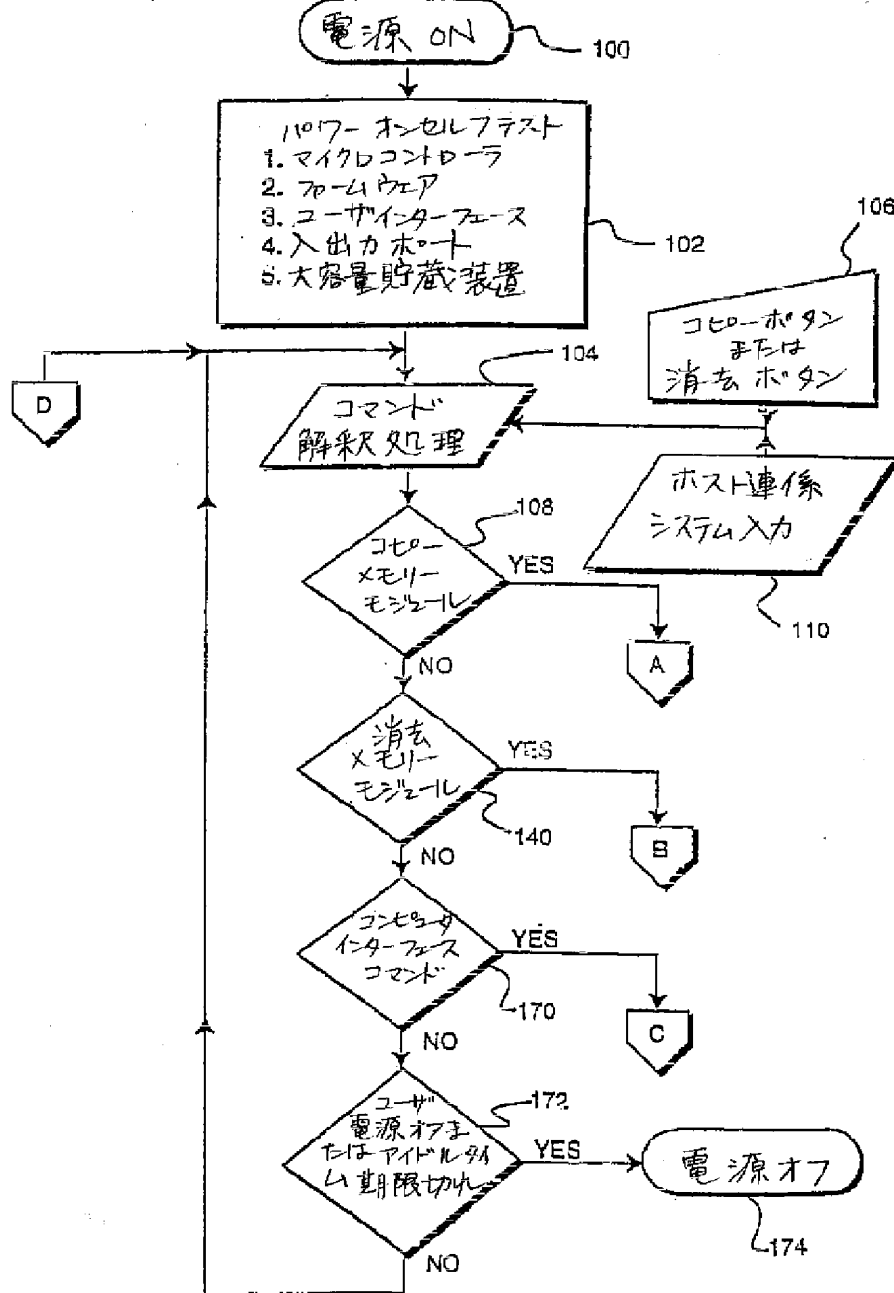 電源 ON
100
パワーオンセルフテスト
1. マイクロコントローラ
2. ファームウェア
3. ユーザインターフェース
4. 入出力ポート
5. 大容量貯蔵装置
102
106
コピーボタン
または
消去ボタン
104
D
コマンド
解釈処理
ホスト連係
システム入力
110
108
コピー
メモリー
モジュール
YES
A
NO
消去
メモリー
モジュール
YES
140
B
NO
コンピュータ
インターフェース
コマンド
YES
170
C
NO
172
ユーザ
電源オフま
たはアイドルタイ
ム期限切れ
YES
電源オフ
174
NO